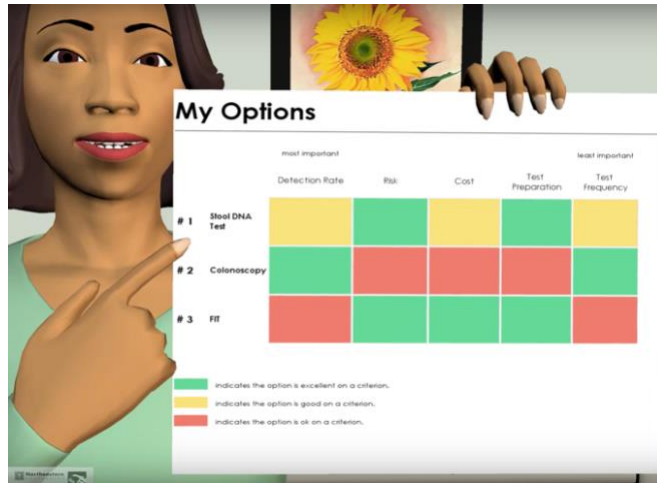 My Options
most important
least important
Detection Rate
Risk
Cost
Test
Preparation
Test
Frequency
# 1
Stool DNA
Test
# 2
Colonoscopy
# 3
FIT
indicates the option is excellent on a criterion.
indicates the option is good on a criterion.
indicates the option is ok on a criterion.
Northeastern